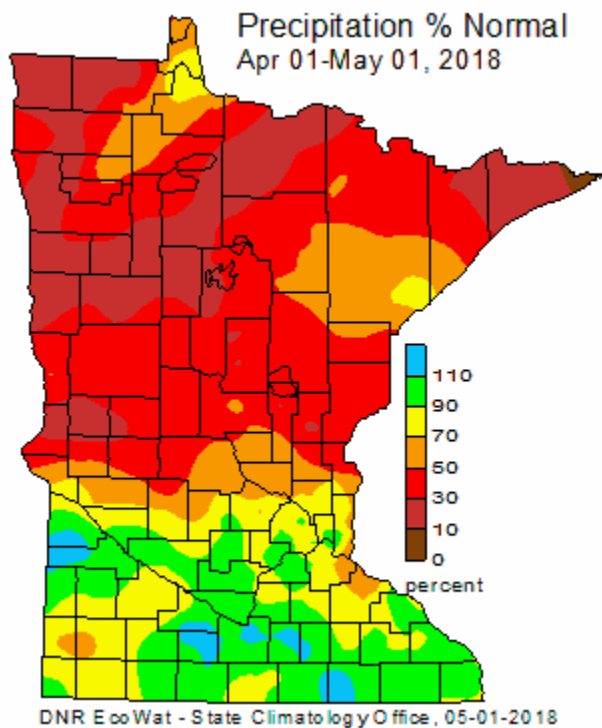 Precipitation % Normal
Apr 01-May 01, 2018
110
90
70
50
30
10
0
percent
DNR EcoWat - State Climatology Office, 05-01-2018